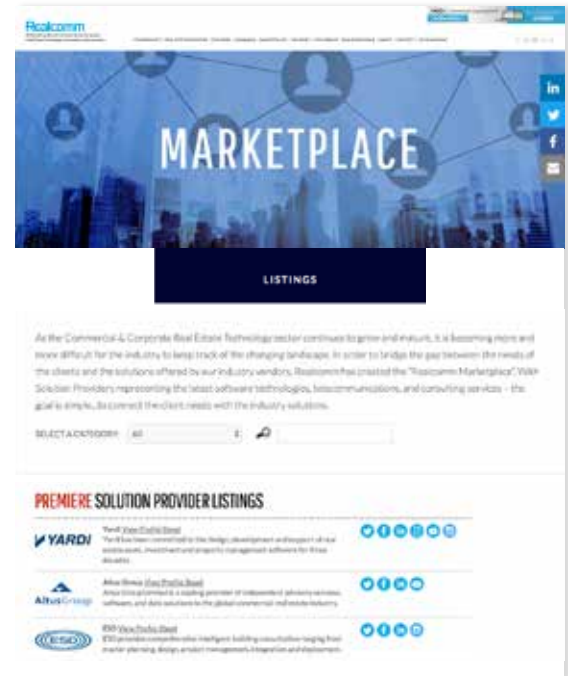 Realcomm
MARKETPLACE
in
f
LISTINGS
As the Commercial & Corporate Real Estate Technology sector continues to grow and mature, it is becoming more and
more difficult for the industry to keep track of the changing landscape. In order to bridge the gap between the needs of
the clients and the solutions offered by our industry vendors, Realcomm has created the "Realcomm Marketplace". With
Solution Providers representing the latest software technologies, telecommunications, and consulting services - the
goal is simple, to connect the client needs with the industry solutions.
SELECT A CATEGORY: All
PREMIERE SOLUTION PROVIDER LISTINGS
YARDI
Yardi View Profile Sheet
Yardi has been committed to the design, development and support of real
estate asset, investment and property management software for three
decades.
AltusGroup
Altus Group View Profile Sheet
Altus Group Limited is a leading provider of independent advisory services,
software, and data solutions to the global commercial real estate industry.
ESD
ESD View Profile Sheet
ESD provides comprehensive intelligent building consultation ranging from
master planning, design, product management, integration and deployment.